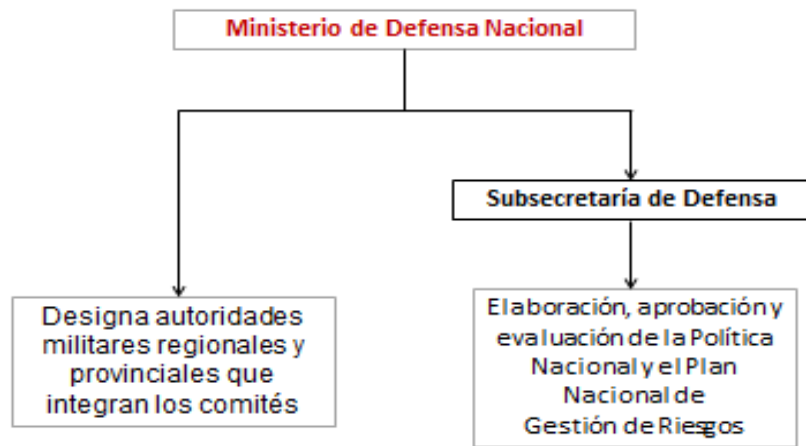 Ministerio de Defensa Nacional
Subsecretaría de Defensa
Designa autoridades
militares regionales y
provinciales que
integran los comités
Elaboración, aprobación y
evaluación de la Política
Nacional y el Plan
Nacional de
Gestión de Riesgos